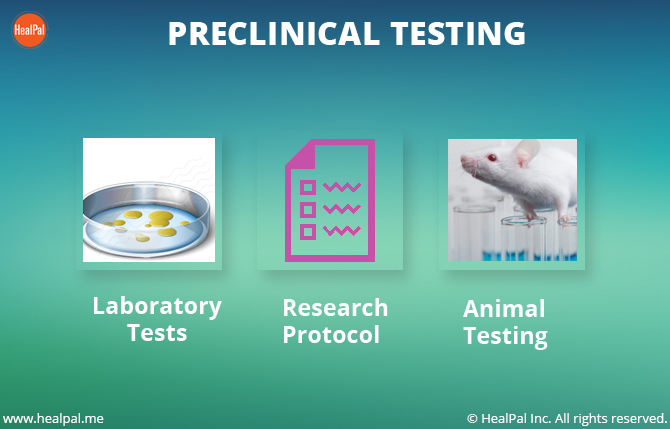 HealPal
PRECLINICAL TESTING
Laboratory
Tests
Research
Protocol
Animal
Testing
www.healpal.me
© HealPal Inc. All rights reserved.